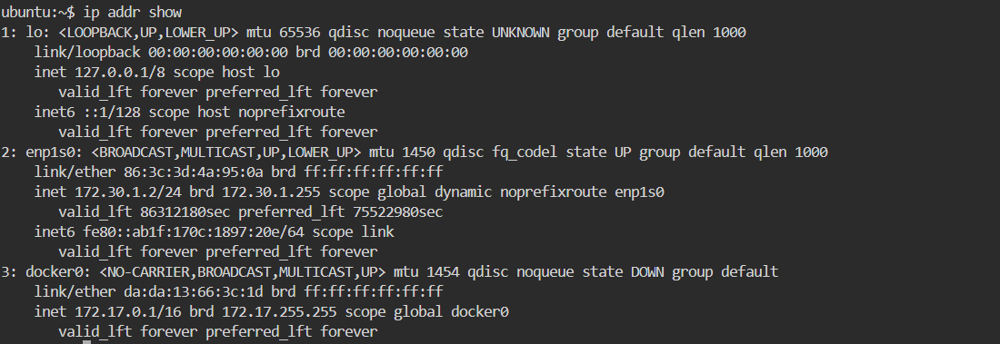 ubuntu:~$ ip addr show
1: lo: <LOOPBACK,UP,LOWER_UP> mtu 65536 qdisc noqueue state UNKNOWN group default qlen 1000
    link/loopback 00:00:00:00:00:00 brd 00:00:00:00:00:00
    inet 127.0.0.1/8 scope host lo
       valid_lft forever preferred_lft forever
    inet6 ::1/128 scope host noprefixroute
       valid_lft forever preferred_lft forever
2: enp1s0: <BROADCAST,MULTICAST,UP,LOWER_UP> mtu 1450 qdisc fq_codel state UP group default qlen 1000
    link/ether 86:3c:3d:4a:95:0a brd ff:ff:ff:ff:ff:ff
    inet 172.30.1.2/24 brd 172.30.1.255 scope global dynamic noprefixroute enp1s0
       valid_lft 86312180sec preferred_lft 75522980sec
    inet6 fe80::ab1f:170c:1897:20e/64 scope link
       valid_lft forever preferred_lft forever
3: docker0: <NO-CARRIER,BROADCAST,MULTICAST,UP> mtu 1454 qdisc noqueue state DOWN group default
    link/ether da:da:13:66:3c:1d brd ff:ff:ff:ff:ff:ff
    inet 172.17.0.1/16 brd 172.17.255.255 scope global docker0
       valid_lft forever preferred_lft forever